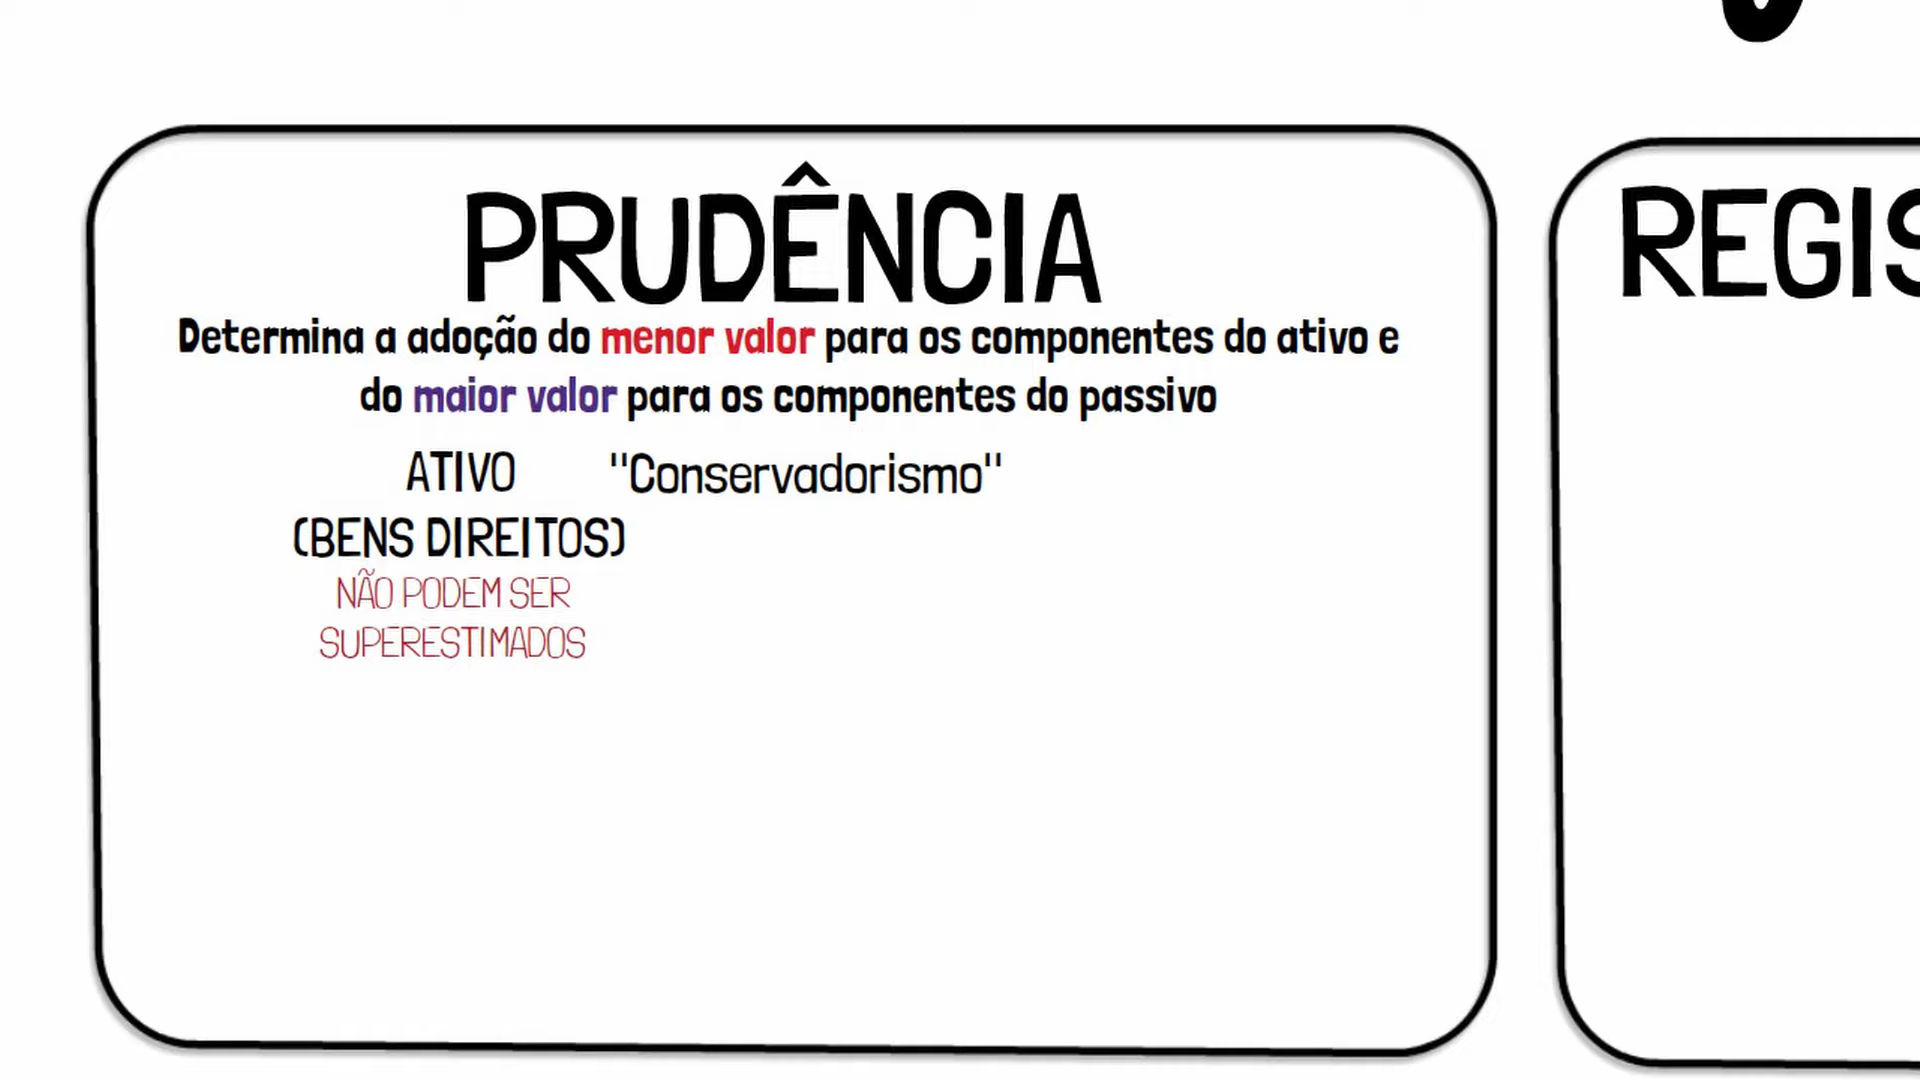 PRUDÊNCIA
Determina a adoção do menor valor para os componentes do ativo e
do maior valor para os componentes do passivo
ATIVO "Conservadorismo"
(BENS DIREITOS)
NÃO PODEM SER
SUPERESTIMADOS
REGIS